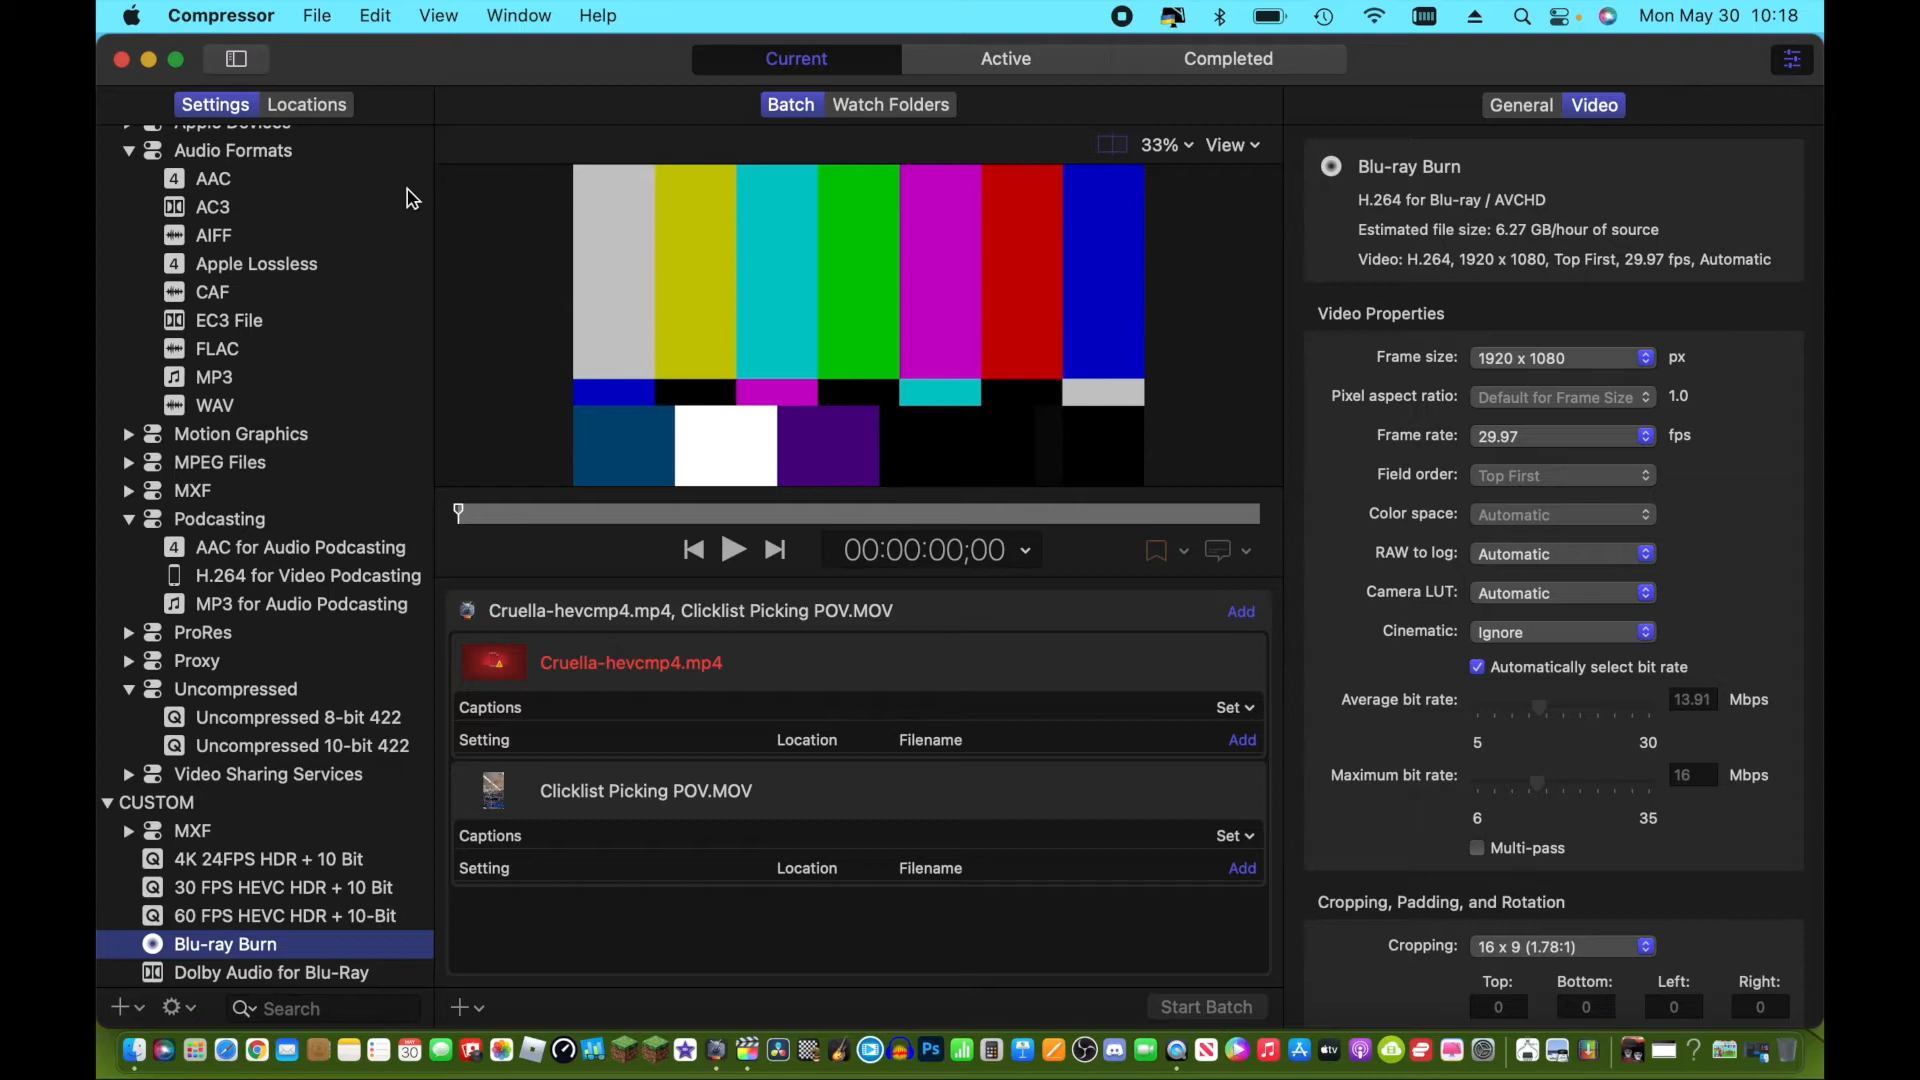 Compressor File Edit View Window Help Mon May 30 10:18
Current Active Completed
Settings Locations
Batch Watch Folders
General Video
Apple Devices
Audio Formats
AAC
AC3
AIFF
Apple Lossless
CAF
EC3 File
FLAC
MP3
WAV
Motion Graphics
MPEG Files
MXF
Podcasting
AAC for Audio Podcasting
H.264 for Video Podcasting
MP3 for Audio Podcasting
ProRes
Proxy
Uncompressed
Uncompressed 8-bit 422
Uncompressed 10-bit 422
Video Sharing Services
CUSTOM
MXF
4K 24FPS HDR + 10 Bit
30 FPS HEVC HDR + 10 Bit
60 FPS HEVC HDR + 10-Bit
Blu-ray Burn
Dolby Audio for Blu-Ray
Search
33% View
00:00:00;00
Cruella-hevcmp4.mp4, Clicklist Picking POV.MOV Add
Cruella-hevcmp4.mp4
Captions Set
Setting Location Filename Add
Clicklist Picking POV.MOV
Captions Set
Setting Location Filename Add
Start Batch
Blu-ray Burn
H.264 for Blu-ray / AVCHD
Estimated file size: 6.27 GB/hour of source
Video: H.264, 1920 x 1080, Top First, 29.97 fps, Automatic
Video Properties
Frame size: 1920 x 1080 px
Pixel aspect ratio: Default for Frame Size 1.0
Frame rate: 29.97 fps
Field order: Top First
Color space: Automatic
RAW to log: Automatic
Camera LUT: Automatic
Cinematic: Ignore
Automatically select bit rate
Average bit rate: 13.91 Mbps
5 30
Maximum bit rate: 16 Mbps
6 35
Multi-pass
Cropping, Padding, and Rotation
Cropping: 16 x 9 (1.78:1)
Top: Bottom: Left: Right:
0 0 0 0